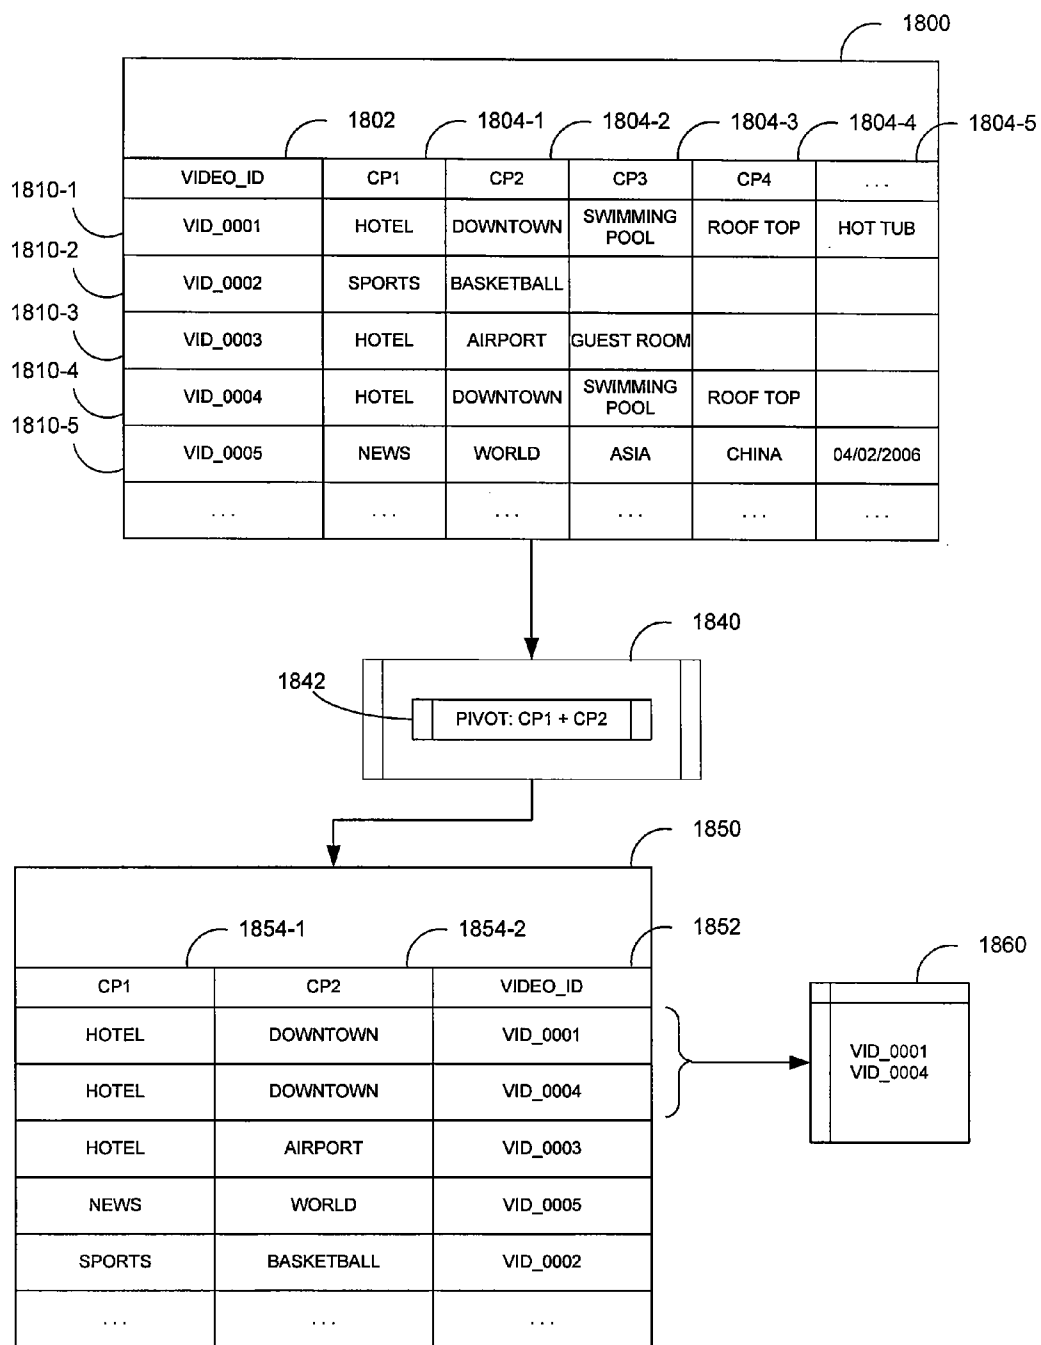 1800
1802 1804-1 1804-2 1804-3 1804-4 1804-5
VIDEO_ID CP1 CP2 CP3 CP4 ...
1810-1
VID_0001 HOTEL DOWNTOWN SWIMMING POOL ROOF TOP HOT TUB
1810-2
VID_0002 SPORTS BASKETBALL
1810-3
VID_0003 HOTEL AIRPORT GUEST ROOM
1810-4
VID_0004 HOTEL DOWNTOWN SWIMMING POOL ROOF TOP
1810-5
VID_0005 NEWS WORLD ASIA CHINA 04/02/2006
... ... ... ... ... ...
1840
1842
PIVOT: CP1 + CP2
1850
1854-1 1854-2 1852
CP1 CP2 VIDEO_ID
HOTEL DOWNTOWN VID_0001
HOTEL DOWNTOWN VID_0004
HOTEL AIRPORT VID_0003
NEWS WORLD VID_0005
SPORTS BASKETBALL VID_0002
... ... ...
1860
VID_0001
VID_0004